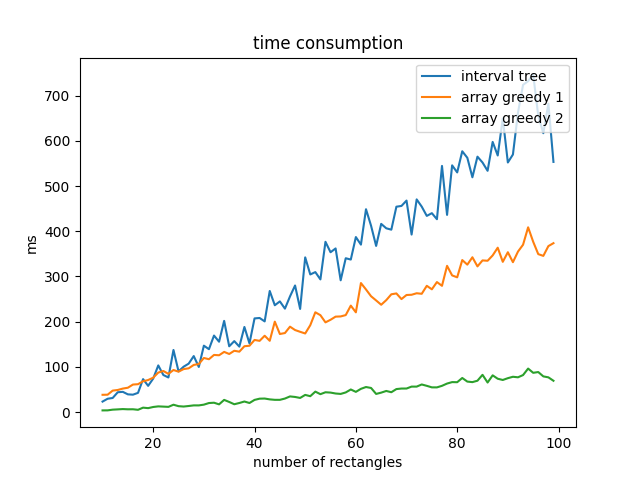 time consumption
interval tree
array greedy 1
array greedy 2
700
600
500
400
300
200
100
0
ms
20
40
60
80
100
number of rectangles